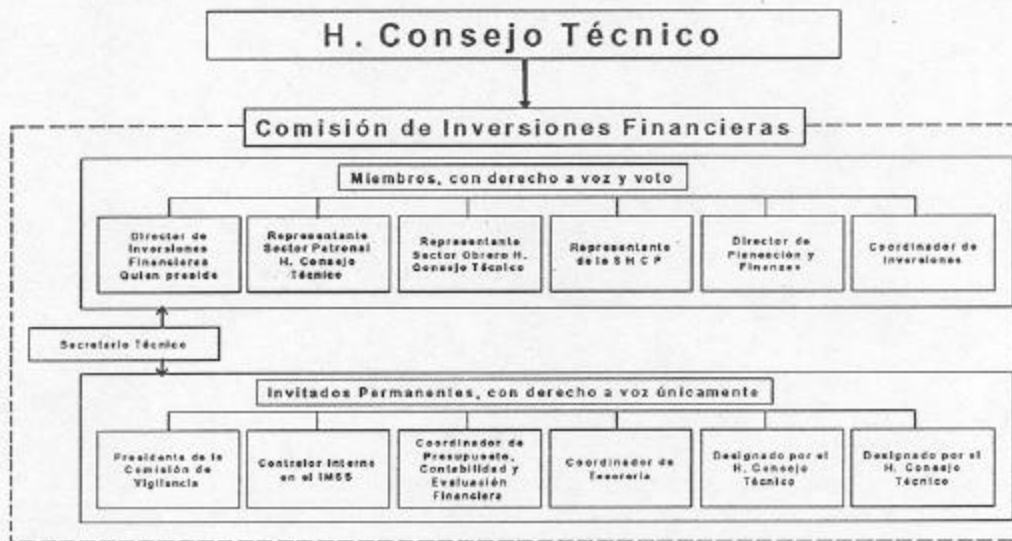 H. Consejo Técnico
Comisión de Inversiones Financieras
Miembros, con derecho a voz y voto
Director de
Inversiones
Financieras
Quien preside
Representante
Sector Patronal
H. Consejo
Técnico
Representante
Sector Obrero H.
Consejo Técnico
Representante
de la SHCP
Director de
Planeación y
Finanzas
Coordinador de
Inversiones
Secretario Técnico
Invitados Permanentes, con derecho a voz únicamente
Presidente de la
Comisión de
Vigilancia
Contralor Interno
en el IMSS
Coordinador de
Presupuesto,
Contabilidad y
Evaluación
Financiera
Coordinador de
Tesorería
Designado por el
H. Consejo
Técnico
Designado por el
H. Consejo
Técnico